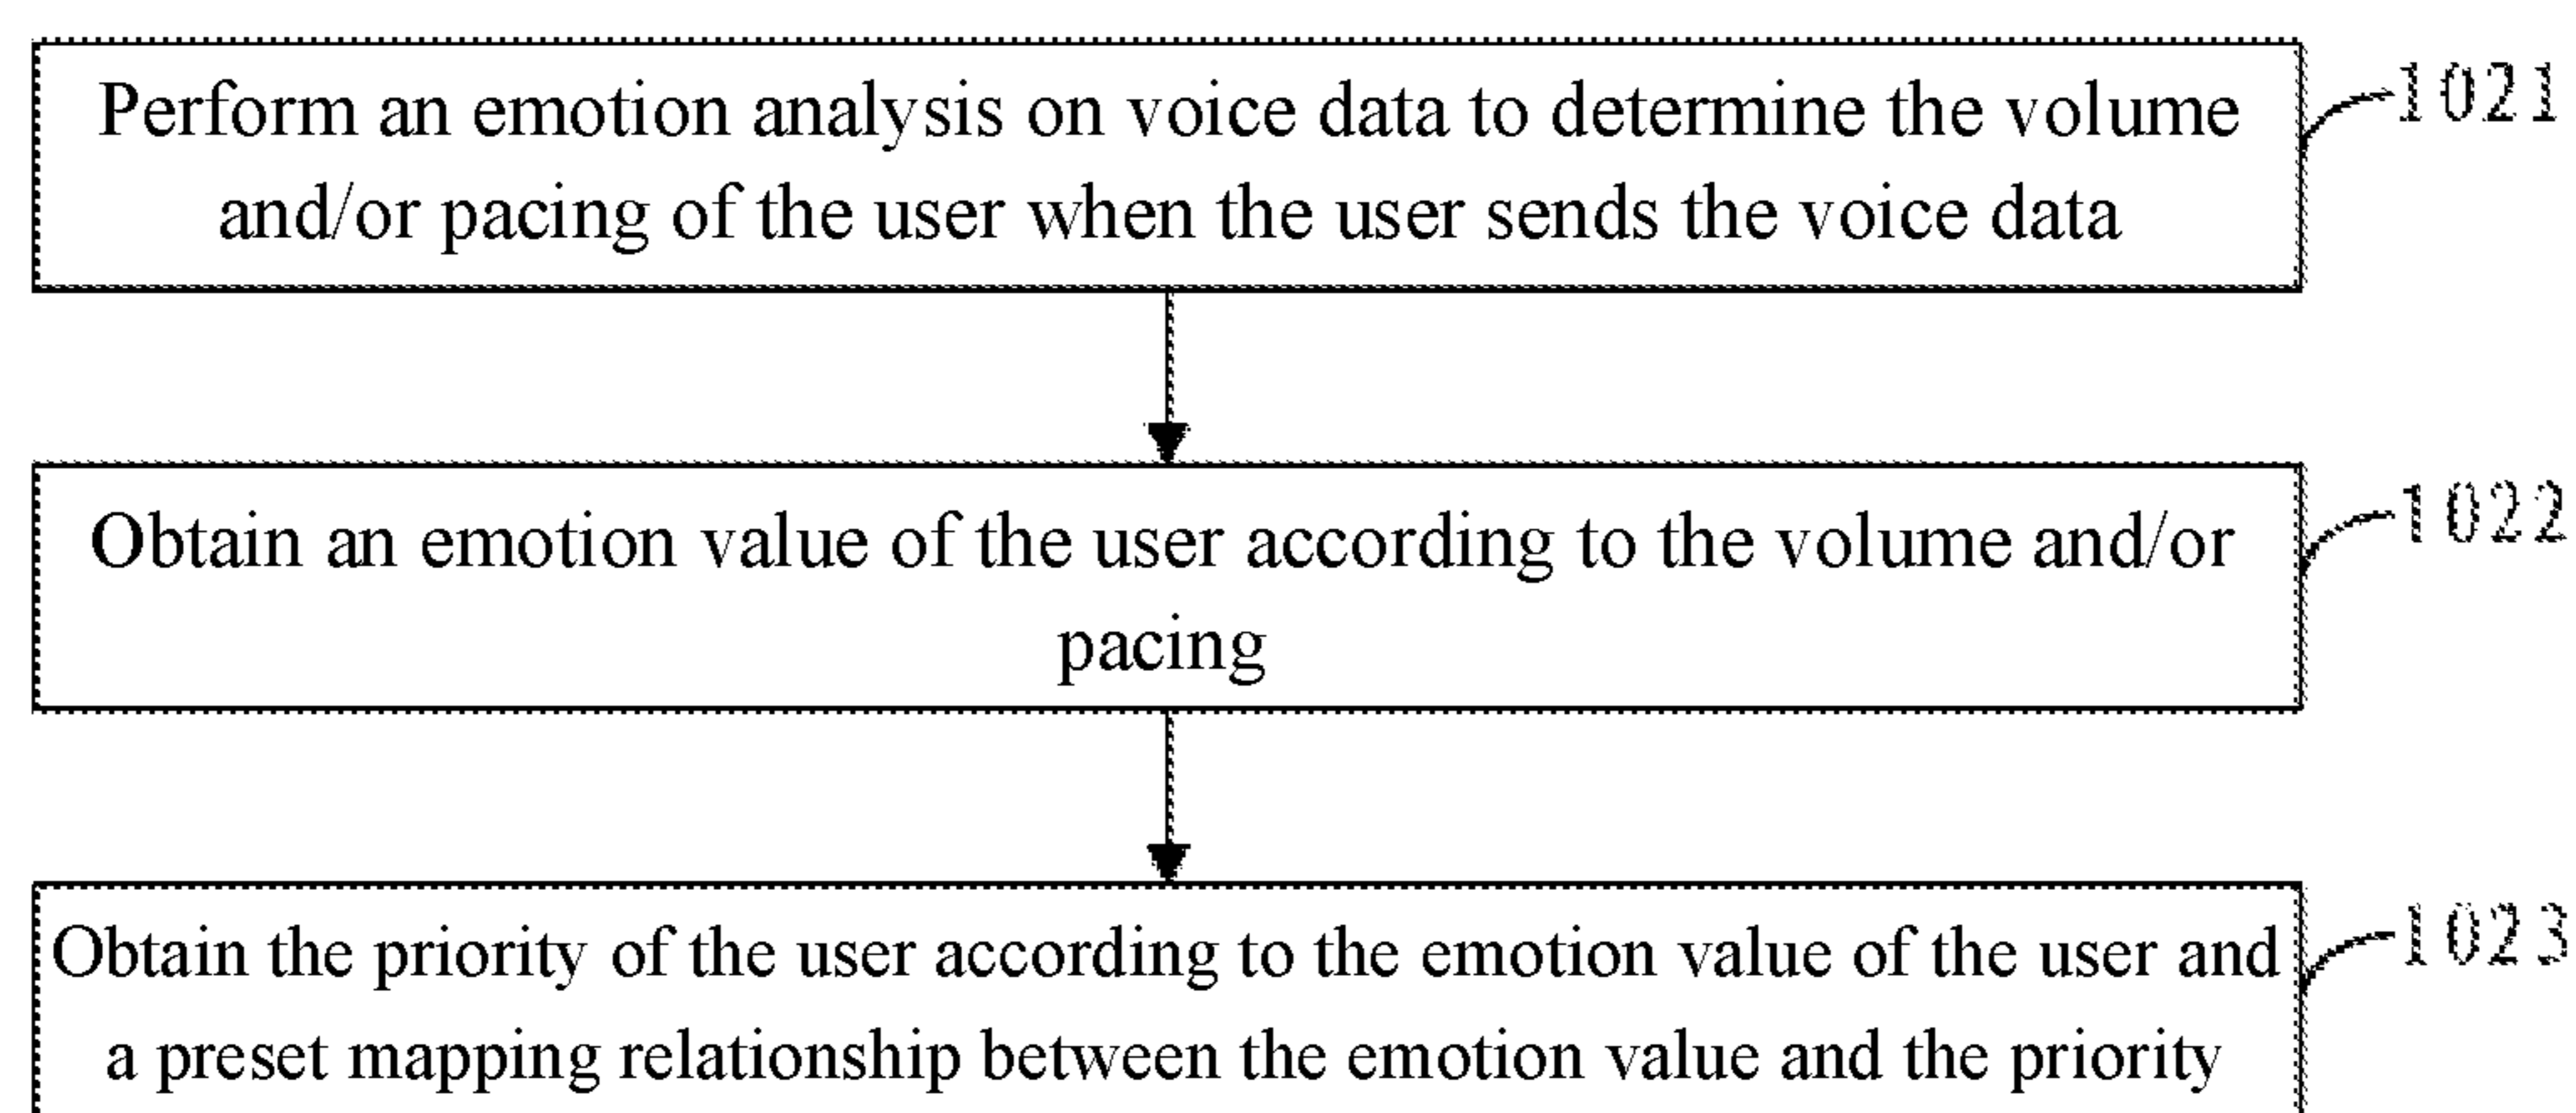 Perform an emotion analysis on voice data to determine the volume
and/or pacing of the user when the user sends the voice data
1021
Obtain an emotion value of the user according to the volume and/or
pacing
1022
Obtain the priority of the user according to the emotion value of the user and
a preset mapping relationship between the emotion value and the priority
1023